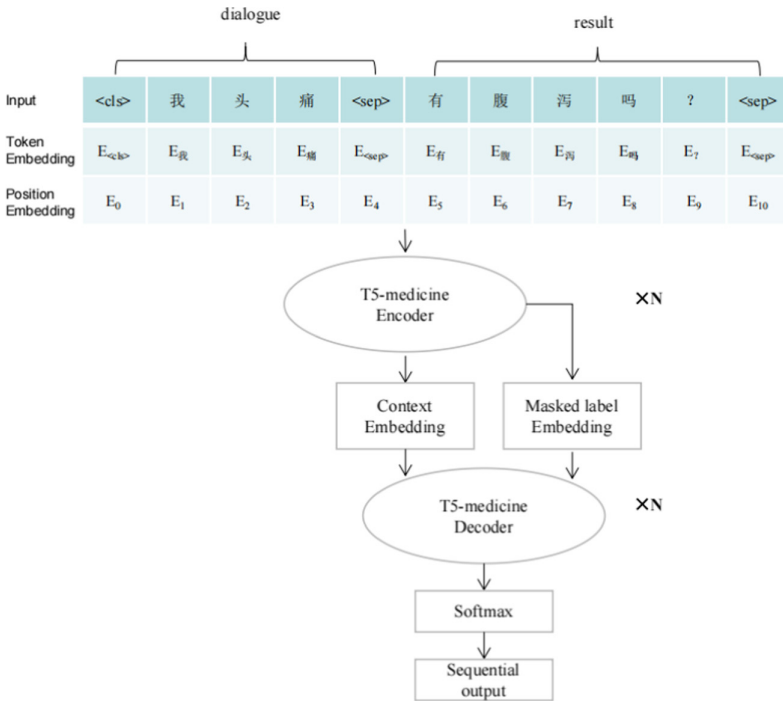 dialogue
result
Input <cls> 我 头 痛 <sep> 有 腹 泻 吗 ? <sep>
Token Embedding E<cls> E我 E头 E痛 E<sep> E有 E腹 E泻 E吗 E? E<sep>
Position Embedding E0 E1 E2 E3 E4 E5 E6 E7 E8 E9 E10
T5-medicine
Encoder
×N
Context
Embedding
Masked label
Embedding
T5-medicine
Decoder
×N
Softmax
Sequential
output